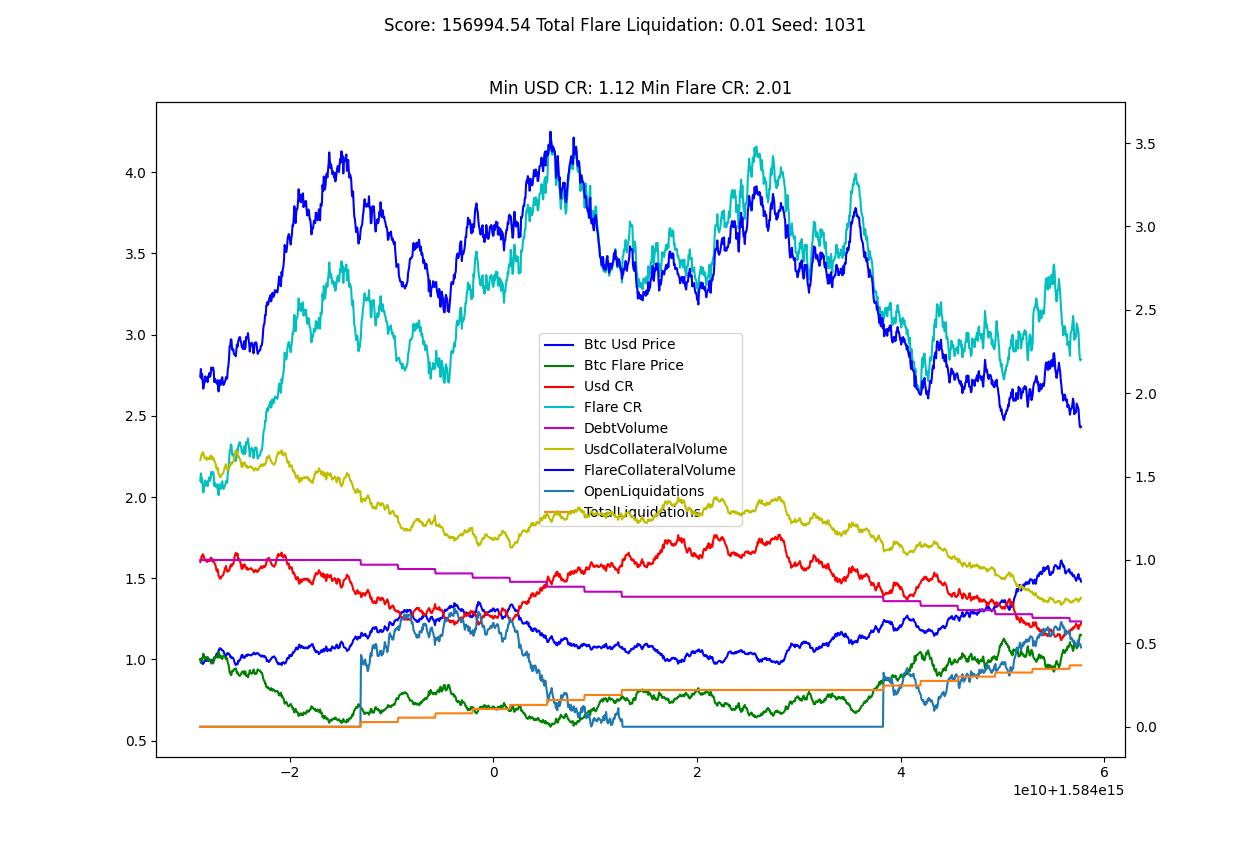 Score: 156994.54 Total Flare Liquidation: 0.01 Seed: 1031
Min USD CR: 1.12 Min Flare CR: 2.01
4.0
3.5
3.0
2.5
2.0
1.5
1.0
0.5
3.5
3.0
2.5
2.0
1.5
1.0
0.5
0.0
Btc Usd Price
Btc Flare Price
Usd CR
Flare CR
DebtVolume
UsdCollateralVolume
FlareCollateralVolume
OpenLiquidations
TotalLiquidations
−2 0 2 4 6
1e10+1.584e15